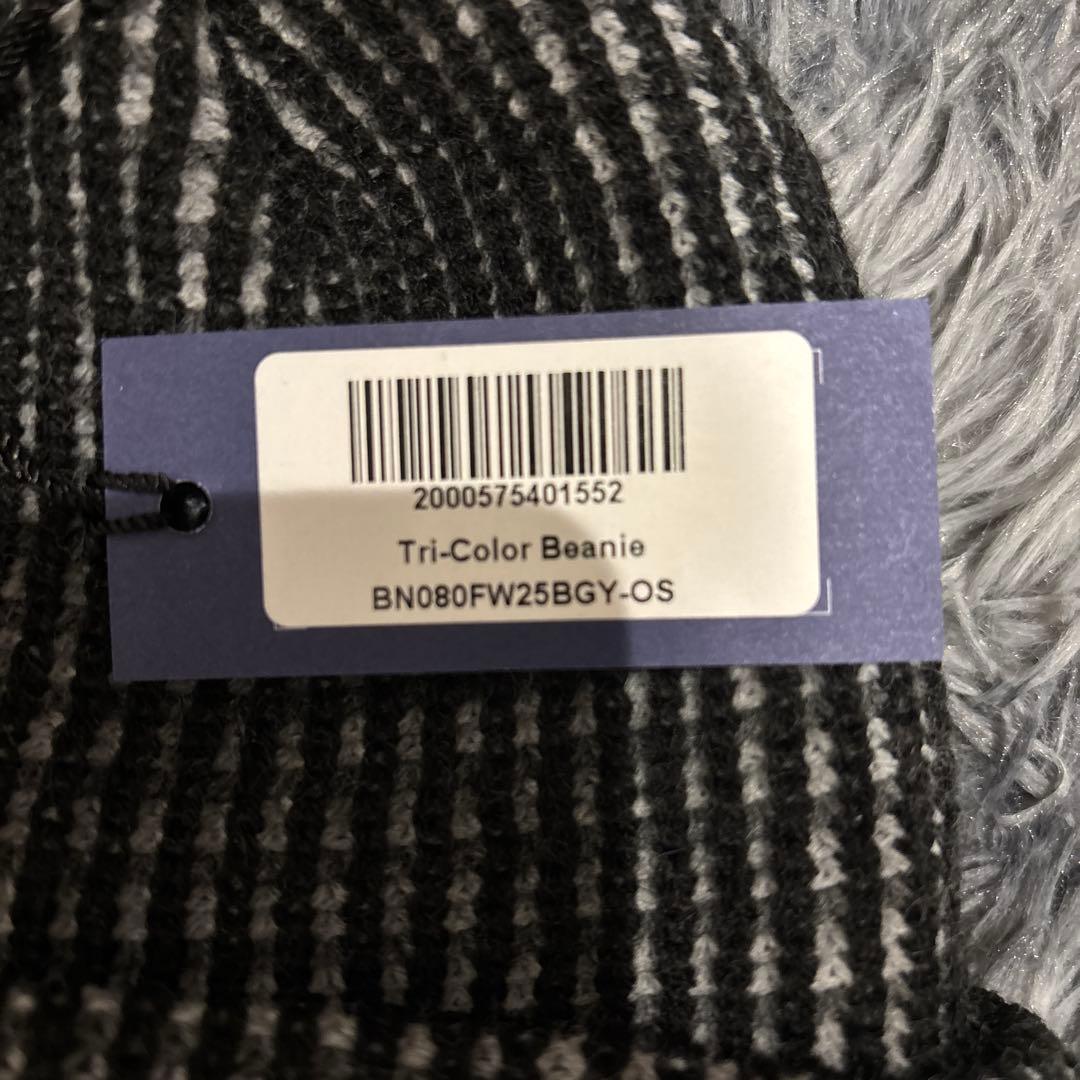 2000575401552
Tri-Color Beanie
BN080FW25BGY-OS